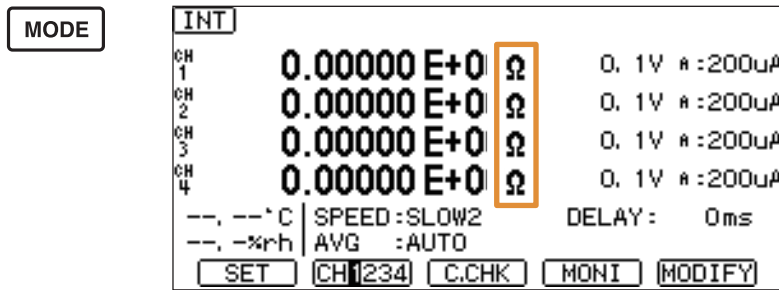 MODE
INT
CH 1 0.00000 E+0 Ω 0. 1V A:200uA
CH 2 0.00000 E+0 Ω 0. 1V A:200uA
CH 3 0.00000 E+0 Ω 0. 1V A:200uA
CH 4 0.00000 E+0 Ω 0. 1V A:200uA
--. --°C SPEED:SLOW2 DELAY: 0ms
--. -%rh AVG :AUTO
SET CH1234 C.CHK MONI MODIFY